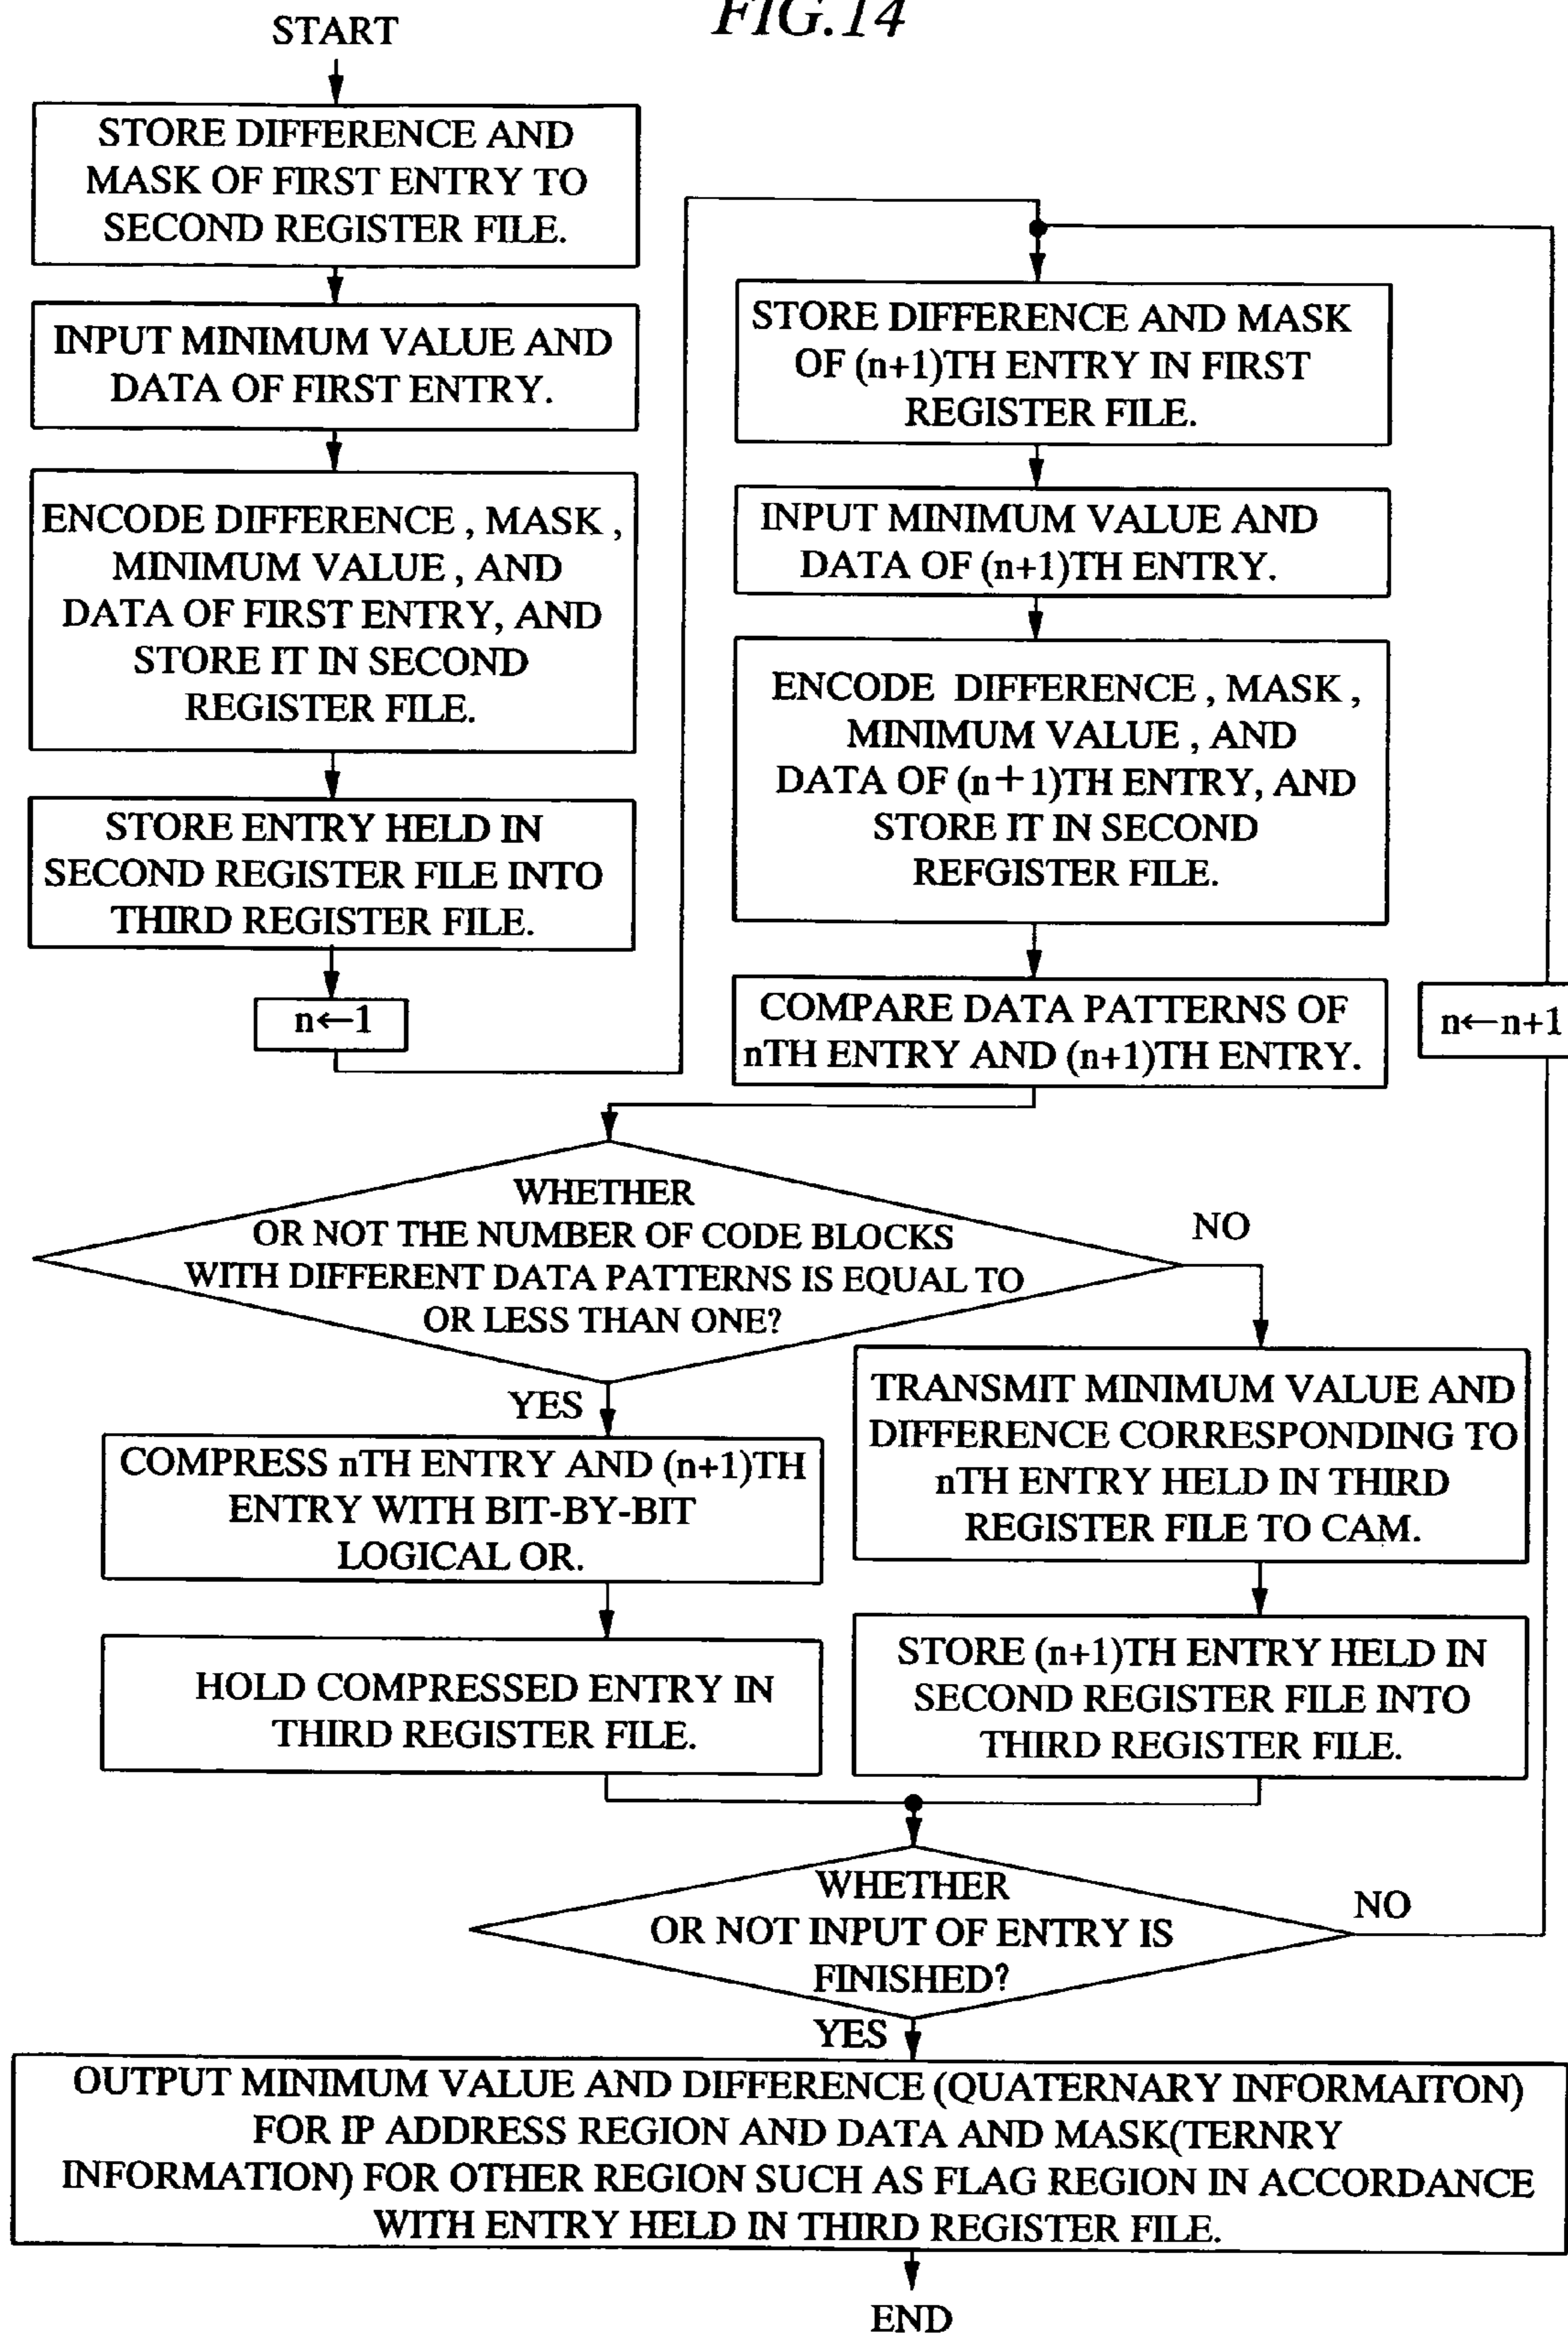 FIG.14
START
STORE DIFFERENCE AND
MASK OF FIRST ENTRY TO
SECOND REGISTER FILE.
INPUT MINIMUM VALUE AND
DATA OF FIRST ENTRY.
ENCODE DIFFERENCE , MASK ,
MINIMUM VALUE , AND
DATA OF FIRST ENTRY, AND
STORE IT IN SECOND
REGISTER FILE.
STORE ENTRY HELD IN
SECOND REGISTER FILE INTO
THIRD REGISTER FILE.
n←1
STORE DIFFERENCE AND MASK
OF (n+1)TH ENTRY IN FIRST
REGISTER FILE.
INPUT MINIMUM VALUE AND
DATA OF (n+1)TH ENTRY.
ENCODE DIFFERENCE , MASK ,
MINIMUM VALUE , AND
DATA OF (n+1)TH ENTRY, AND
STORE IT IN SECOND
REFGISTER FILE.
COMPARE DATA PATTERNS OF
nTH ENTRY AND (n+1)TH ENTRY.
n←n+1
WHETHER
OR NOT THE NUMBER OF CODE BLOCKS
WITH DIFFERENT DATA PATTERNS IS EQUAL TO
OR LESS THAN ONE?
NO
YES
COMPRESS nTH ENTRY AND (n+1)TH
ENTRY WITH BIT-BY-BIT
LOGICAL OR.
HOLD COMPRESSED ENTRY IN
THIRD REGISTER FILE.
TRANSMIT MINIMUM VALUE AND
DIFFERENCE CORRESPONDING TO
nTH ENTRY HELD IN THIRD
REGISTER FILE TO CAM.
STORE (n+1)TH ENTRY HELD IN
SECOND REGISTER FILE INTO
THIRD REGISTER FILE.
WHETHER
OR NOT INPUT OF ENTRY IS
FINISHED?
NO
YES
OUTPUT MINIMUM VALUE AND DIFFERENCE (QUATERNARY INFORMAITON)
FOR IP ADDRESS REGION AND DATA AND MASK(TERNRY
INFORMATION) FOR OTHER REGION SUCH AS FLAG REGION IN ACCORDANCE
WITH ENTRY HELD IN THIRD REGISTER FILE.
END